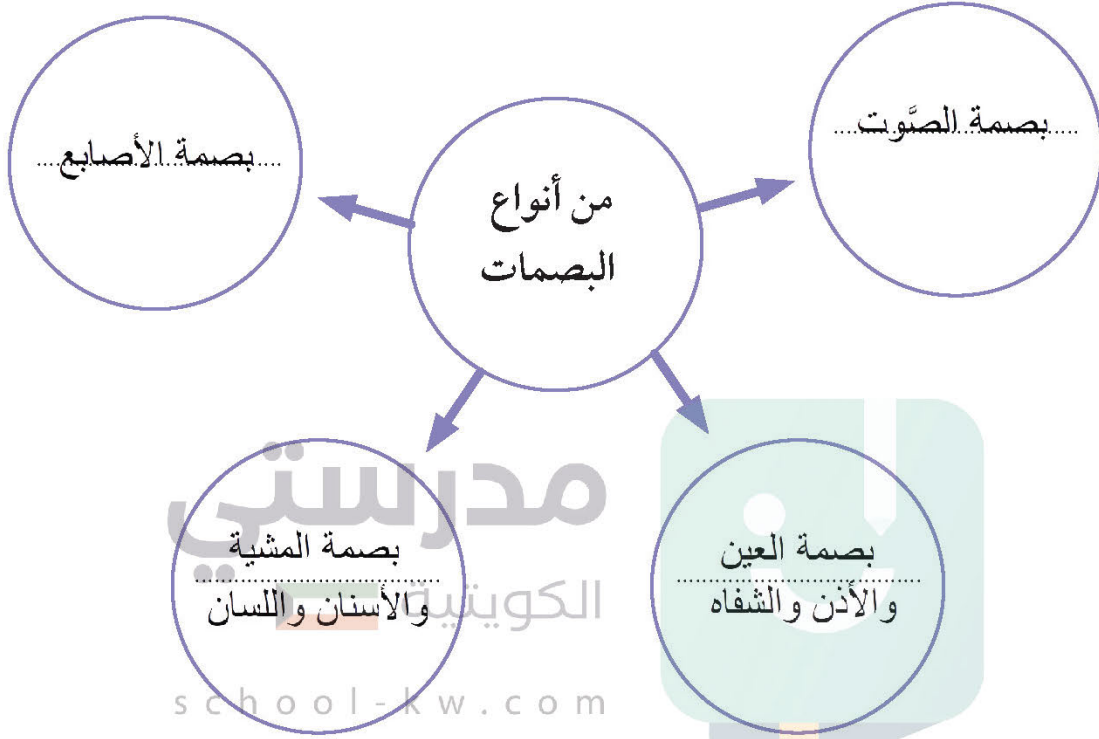 بصمة الصَّوت
بصمة الأصابع
من أنواع
البصمات
بصمة العين
والأذن والشفاه
بصمة المشية
والأسنان واللسان
مدرستي
الكويتية
school-kw.com